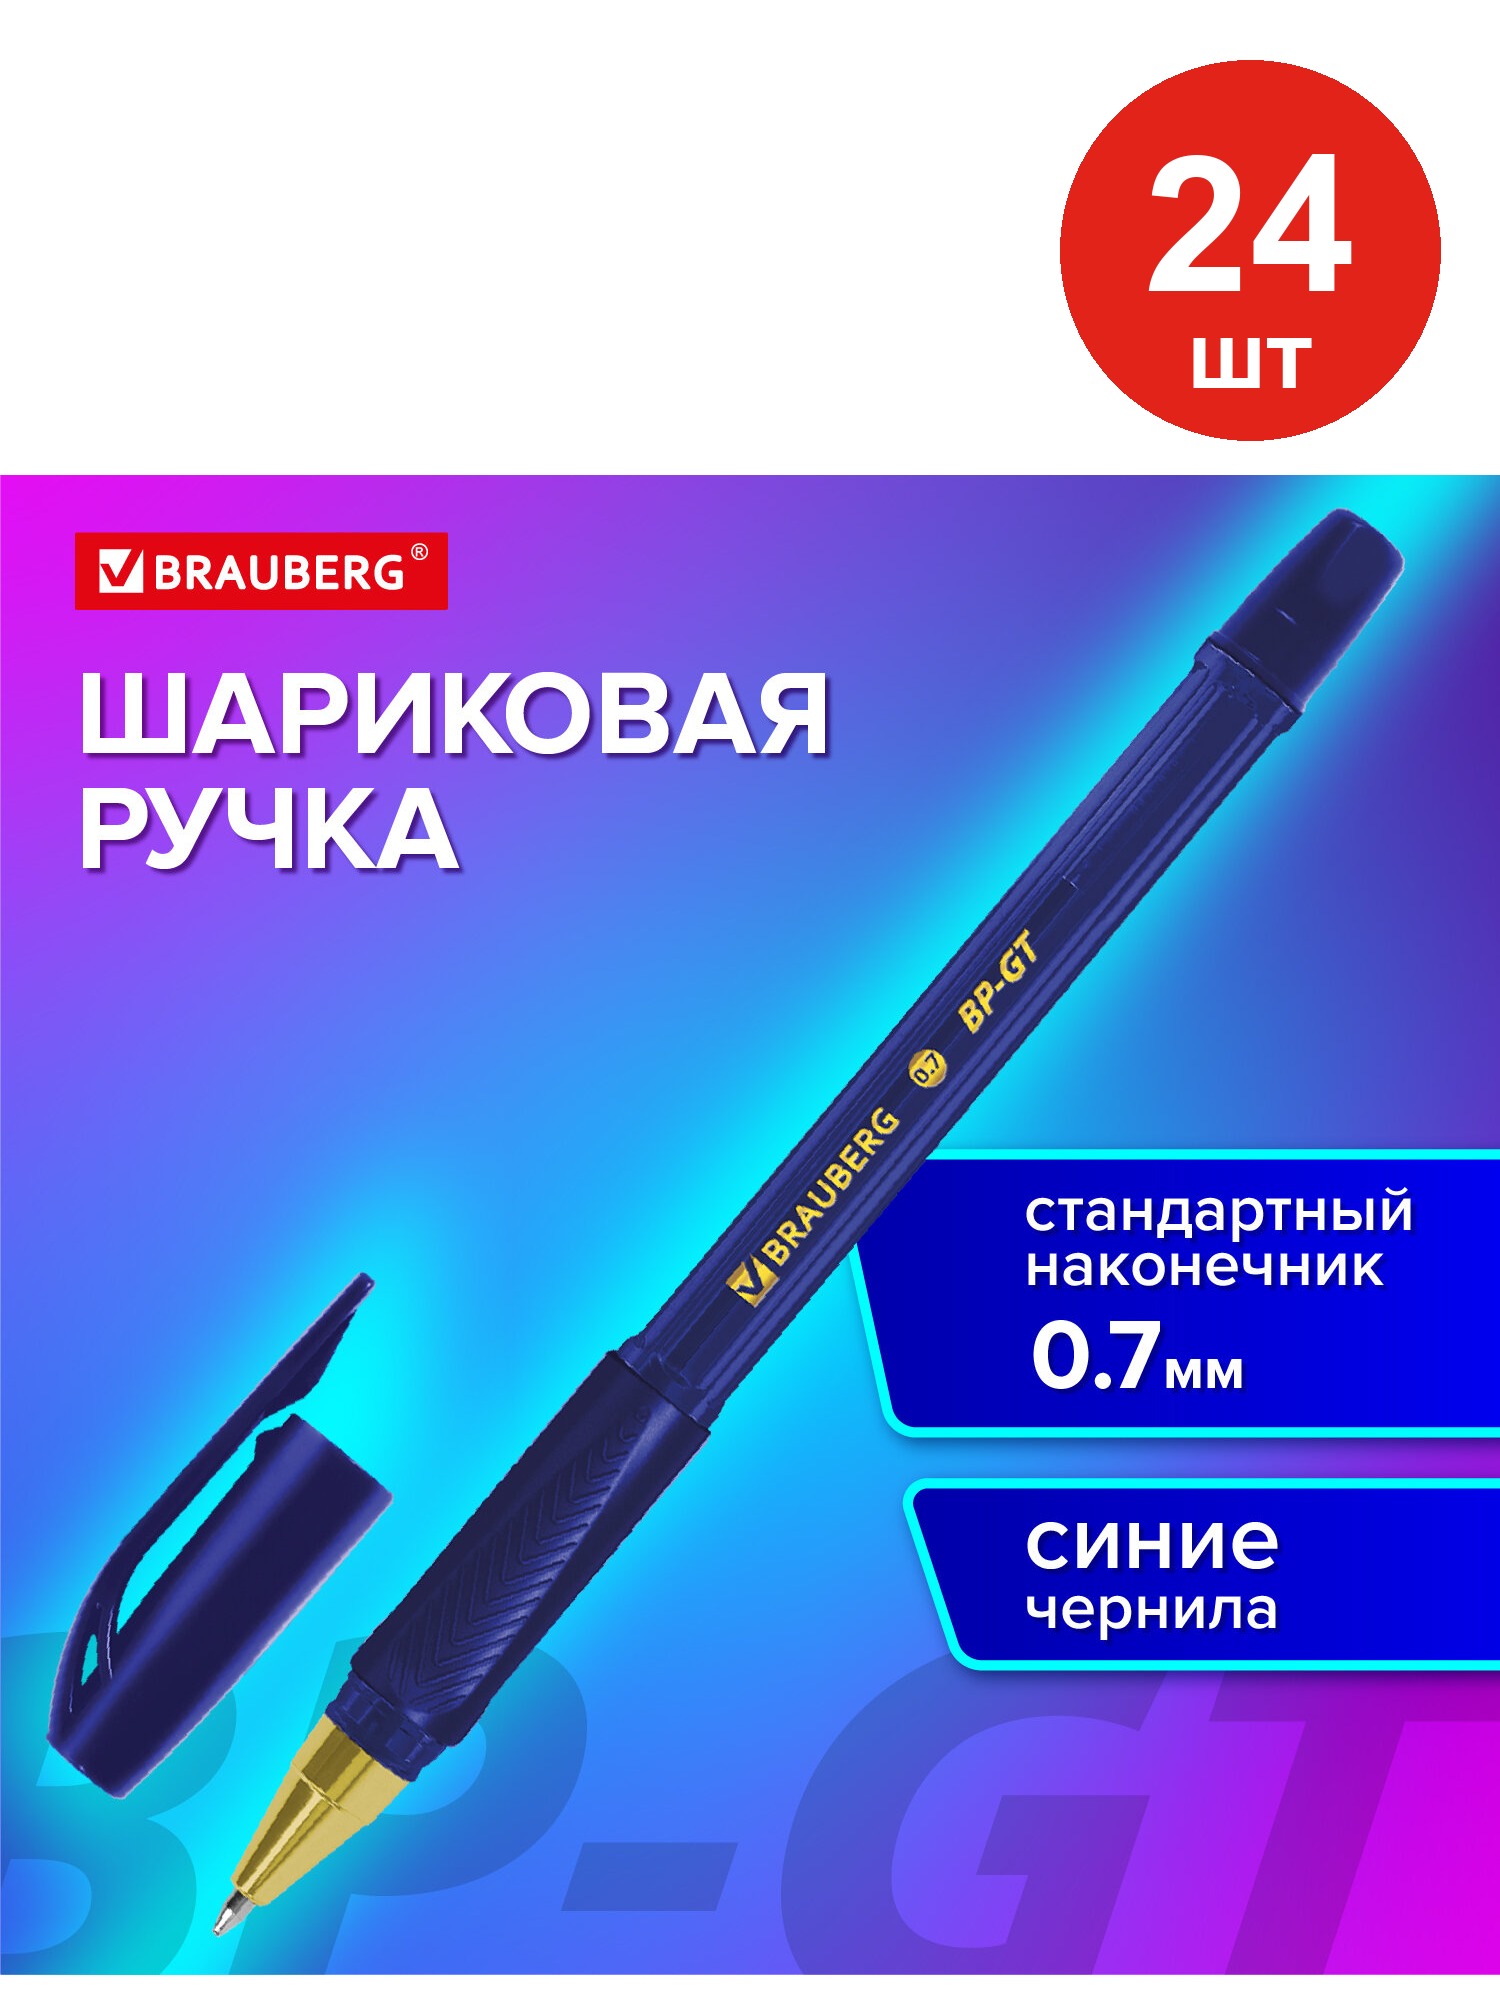 24
шт
BRAUBERG®
ШАРИКОВАЯ
РУЧКА
BRAUBERG 0.7 BP-GT
стандартный
наконечник
0.7мм
синие
чернила
BP-GT